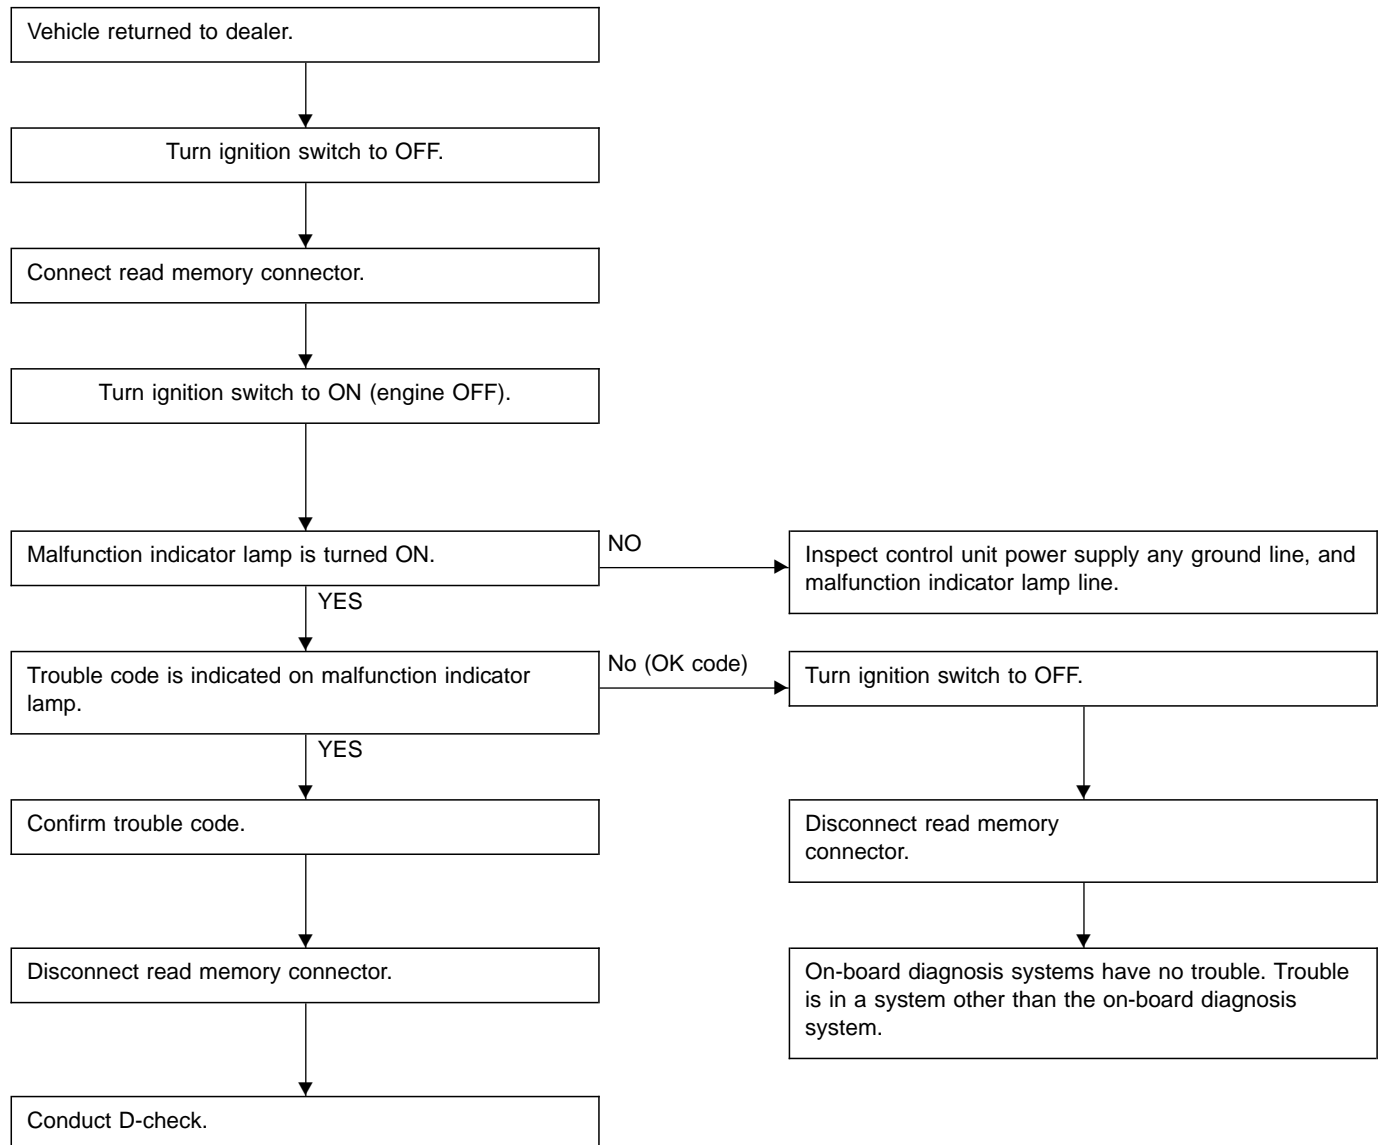 Vehicle returned to dealer.
Turn ignition switch to OFF.
Connect read memory connector.
Turn ignition switch to ON (engine OFF).
Malfunction indicator lamp is turned ON.
NO
Inspect control unit power supply any ground line, and
malfunction indicator lamp line.
YES
Trouble code is indicated on malfunction indicator
lamp.
No (OK code)
Turn ignition switch to OFF.
YES
Confirm trouble code.
Disconnect read memory
connector.
Disconnect read memory connector.
On-board diagnosis systems have no trouble. Trouble
is in a system other than the on-board diagnosis
system.
Conduct D-check.